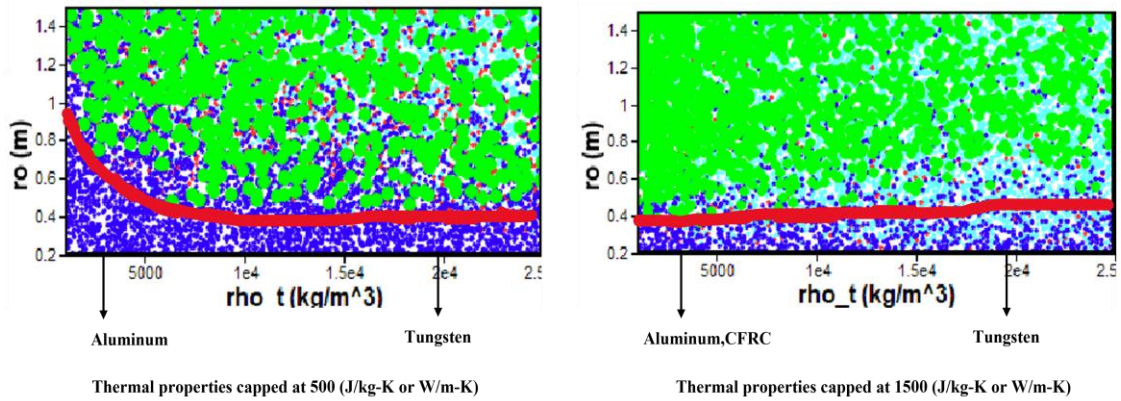 1.4
1.2
1
0.8
0.6
0.4
0.2
ro (m)
5000 1e4 1.5e4 2e4 2.5
rho_t (kg/m^3)
Aluminum Tungsten
Thermal properties capped at 500 (J/kg-K or W/m-K)
1.4
1.2
1
0.8
0.6
0.4
0.2
ro (m)
5000 1e4 1.5e4 2e4 2.5
rho_t (kg/m^3)
Aluminum,CFRC Tungsten
Thermal properties capped at 1500 (J/kg-K or W/m-K)